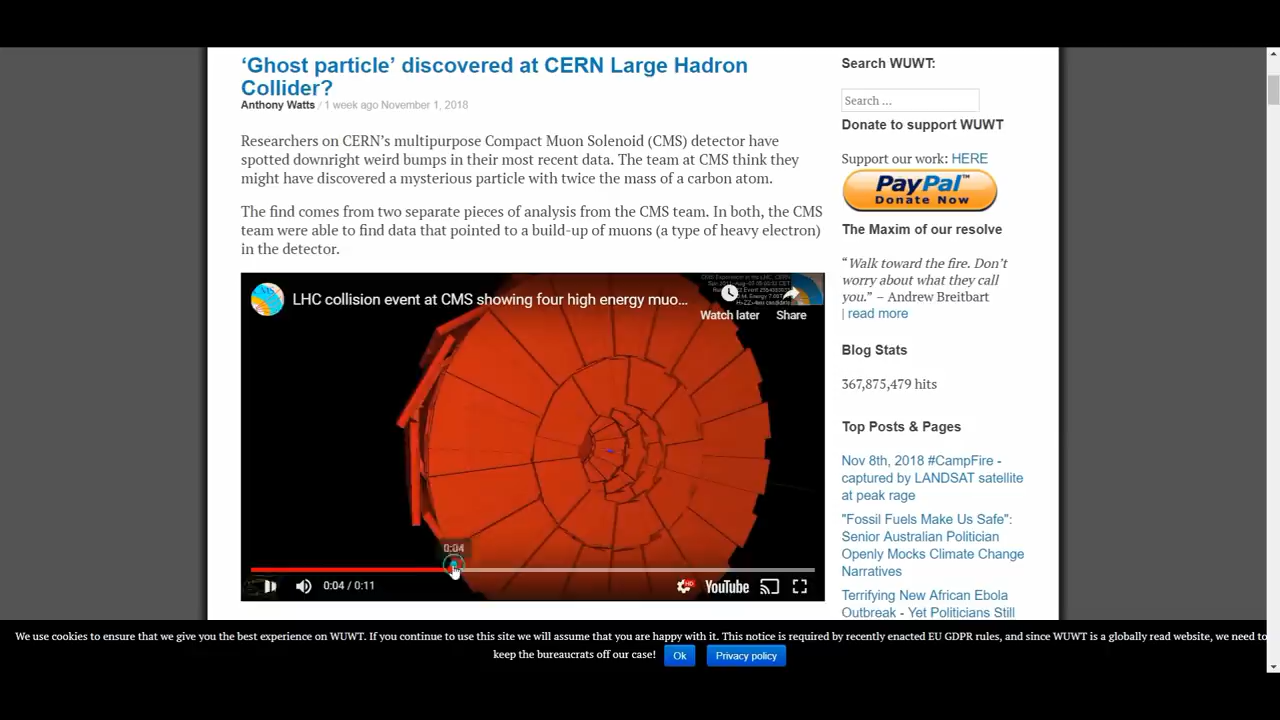 ‘Ghost particle’ discovered at CERN Large Hadron
Collider?
Anthony Watts / 1 week ago November 1, 2018
Researchers on CERN’s multipurpose Compact Muon Solenoid (CMS) detector have
spotted downright weird bumps in their most recent data. The team at CMS think they
might have discovered a mysterious particle with twice the mass of a carbon atom.
The find comes from two separate pieces of analysis from the CMS team. In both, the CMS
team were able to find data that pointed to a build-up of muons (a type of heavy electron)
in the detector.
LHC collision event at CMS showing four high energy muo...
Watch later
Share
0:04
0:04 / 0:11
HD
YouTube
Search WUWT:
Search ...
Donate to support WUWT
Support our work: HERE
PayPal™
Donate Now
The Maxim of our resolve
“Walk toward the fire. Don’t
worry about what they call
you.” – Andrew Breitbart
| read more
Blog Stats
367,875,479 hits
Top Posts & Pages
Nov 8th, 2018 #CampFire -
captured by LANDSAT satellite
at peak rage
"Fossil Fuels Make Us Safe":
Senior Australian Politician
Openly Mocks Climate Change
Narratives
Terrifying New African Ebola
Outbreak - Yet Politicians Still
We use cookies to ensure that we give you the best experience on WUWT. If you continue to use this site we will assume that you are happy with it. This notice is required by recently enacted EU GDPR rules, and since WUWT is a globally read website, we need to
keep the bureaucrats off our case! Ok Privacy policy